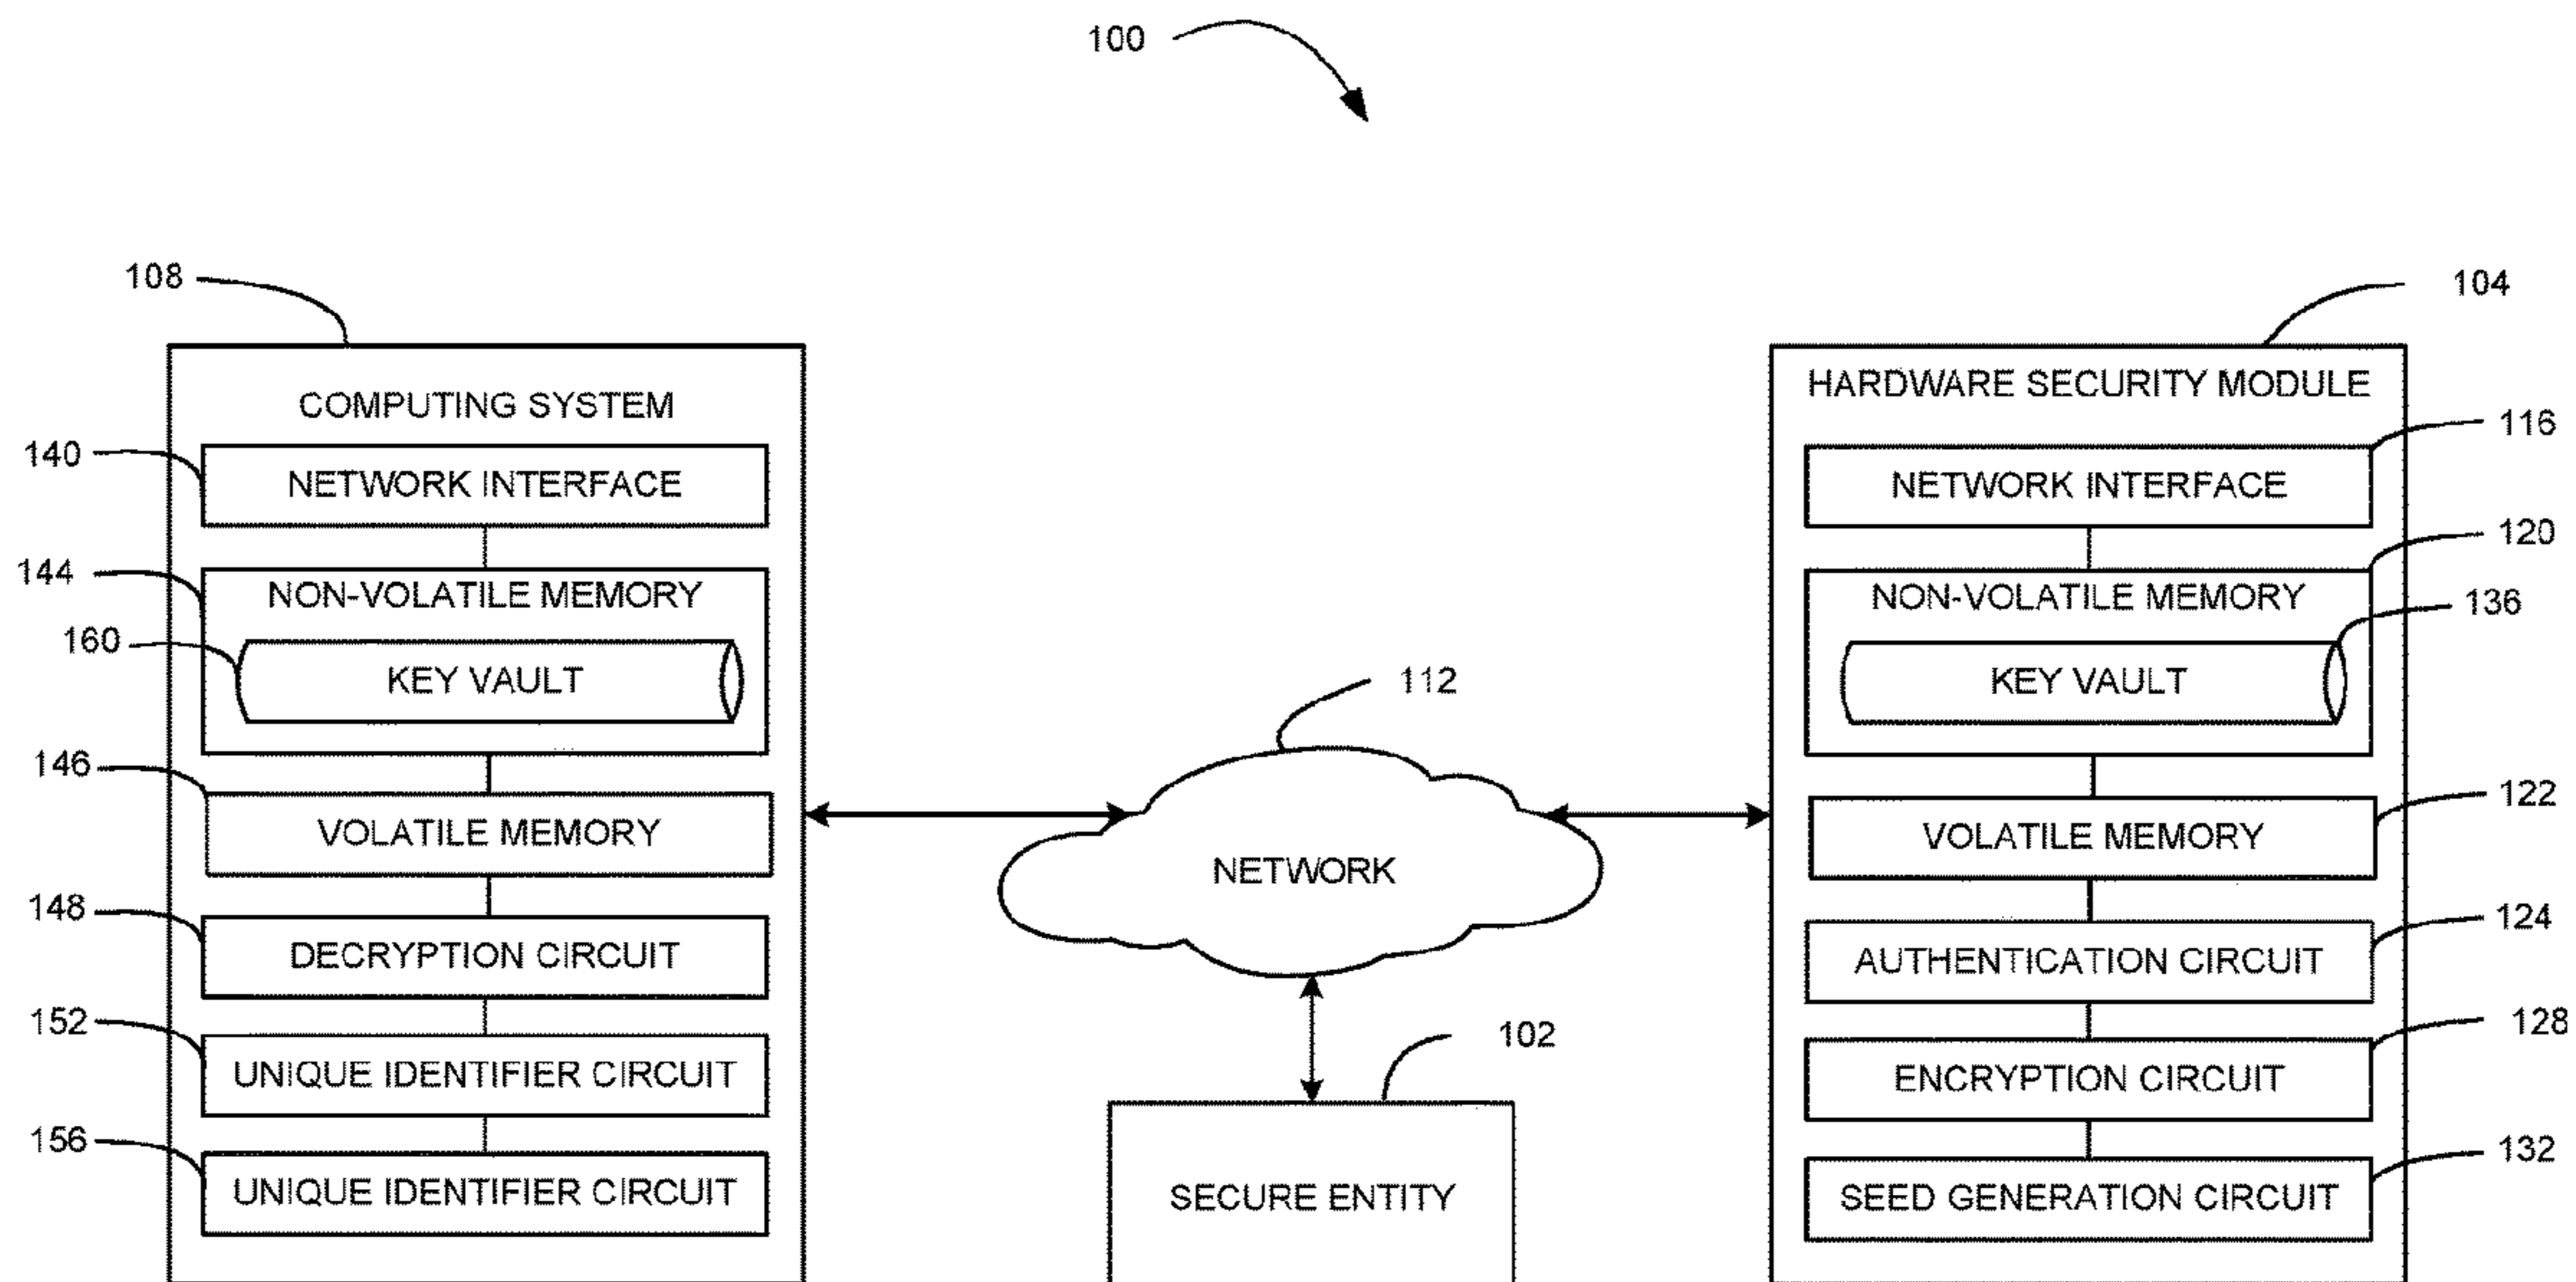 100
108
COMPUTING SYSTEM
140
NETWORK INTERFACE
144
NON-VOLATILE MEMORY
160
KEY VAULT
146
VOLATILE MEMORY
148
DECRYPTION CIRCUIT
152
UNIQUE IDENTIFIER CIRCUIT
156
UNIQUE IDENTIFIER CIRCUIT
112
NETWORK
102
SECURE ENTITY
104
HARDWARE SECURITY MODULE
116
NETWORK INTERFACE
120
NON-VOLATILE MEMORY
136
KEY VAULT
122
VOLATILE MEMORY
124
AUTHENTICATION CIRCUIT
128
ENCRYPTION CIRCUIT
132
SEED GENERATION CIRCUIT